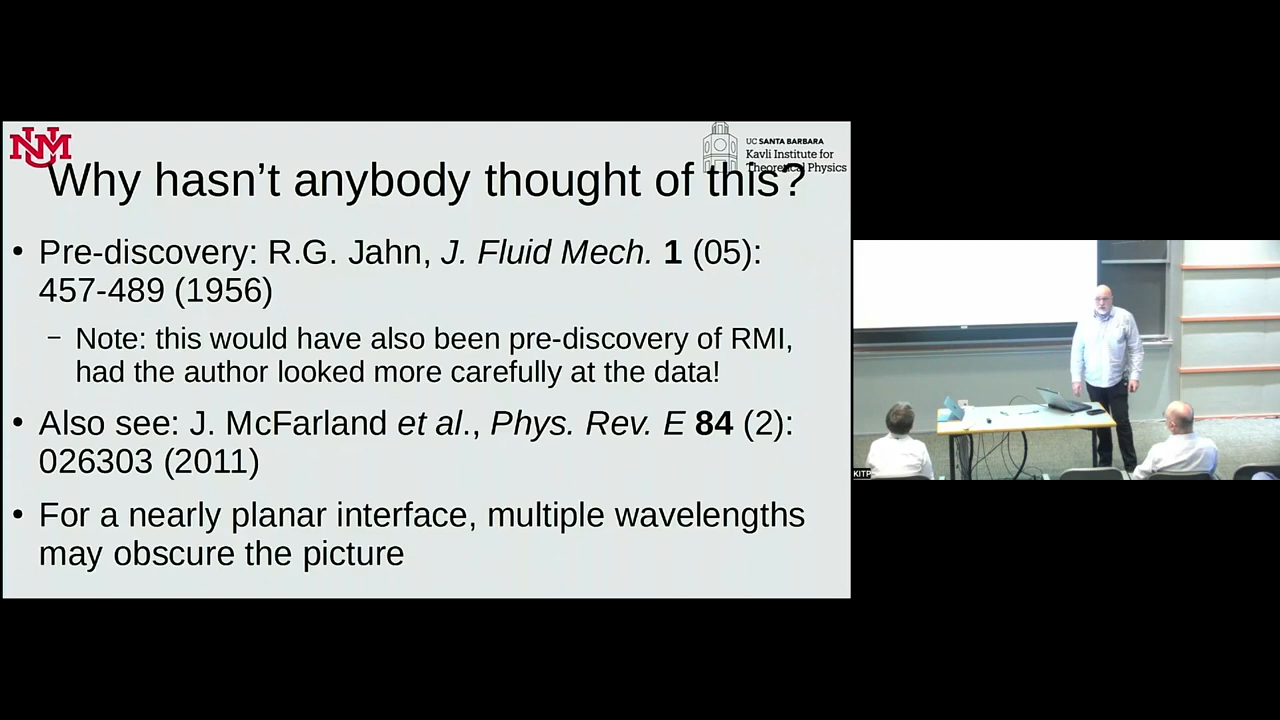 UNM
UC SANTA BARBARA
Kavli Institute for
Theoretical Physics
Why hasn’t anybody thought of this?
• Pre-discovery: R.G. Jahn, J. Fluid Mech. 1 (05):
457-489 (1956)
– Note: this would have also been pre-discovery of RMI,
had the author looked more carefully at the data!
• Also see: J. McFarland et al., Phys. Rev. E 84 (2):
026303 (2011)
• For a nearly planar interface, multiple wavelengths
may obscure the picture
KITP